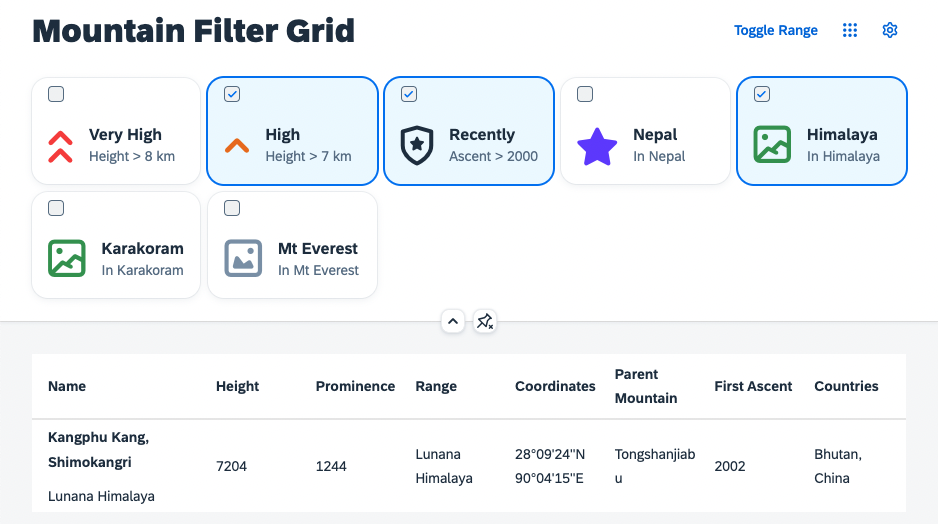 Mountain Filter Grid
Toggle Range
Very High
Height > 8 km
High
Height > 7 km
Recently
Ascent > 2000
Nepal
In Nepal
Himalaya
In Himalaya
Karakoram
In Karakoram
Mt Everest
In Mt Everest
Name Height Prominence Range Coordinates Parent Mountain First Ascent Countries
Kangphu Kang,
Shimokangri
Lunana Himalaya
7204
1244
Lunana
Himalaya
28°09′24″N
90°04′15″E
Tongshanjiab
u
2002
Bhutan,
China